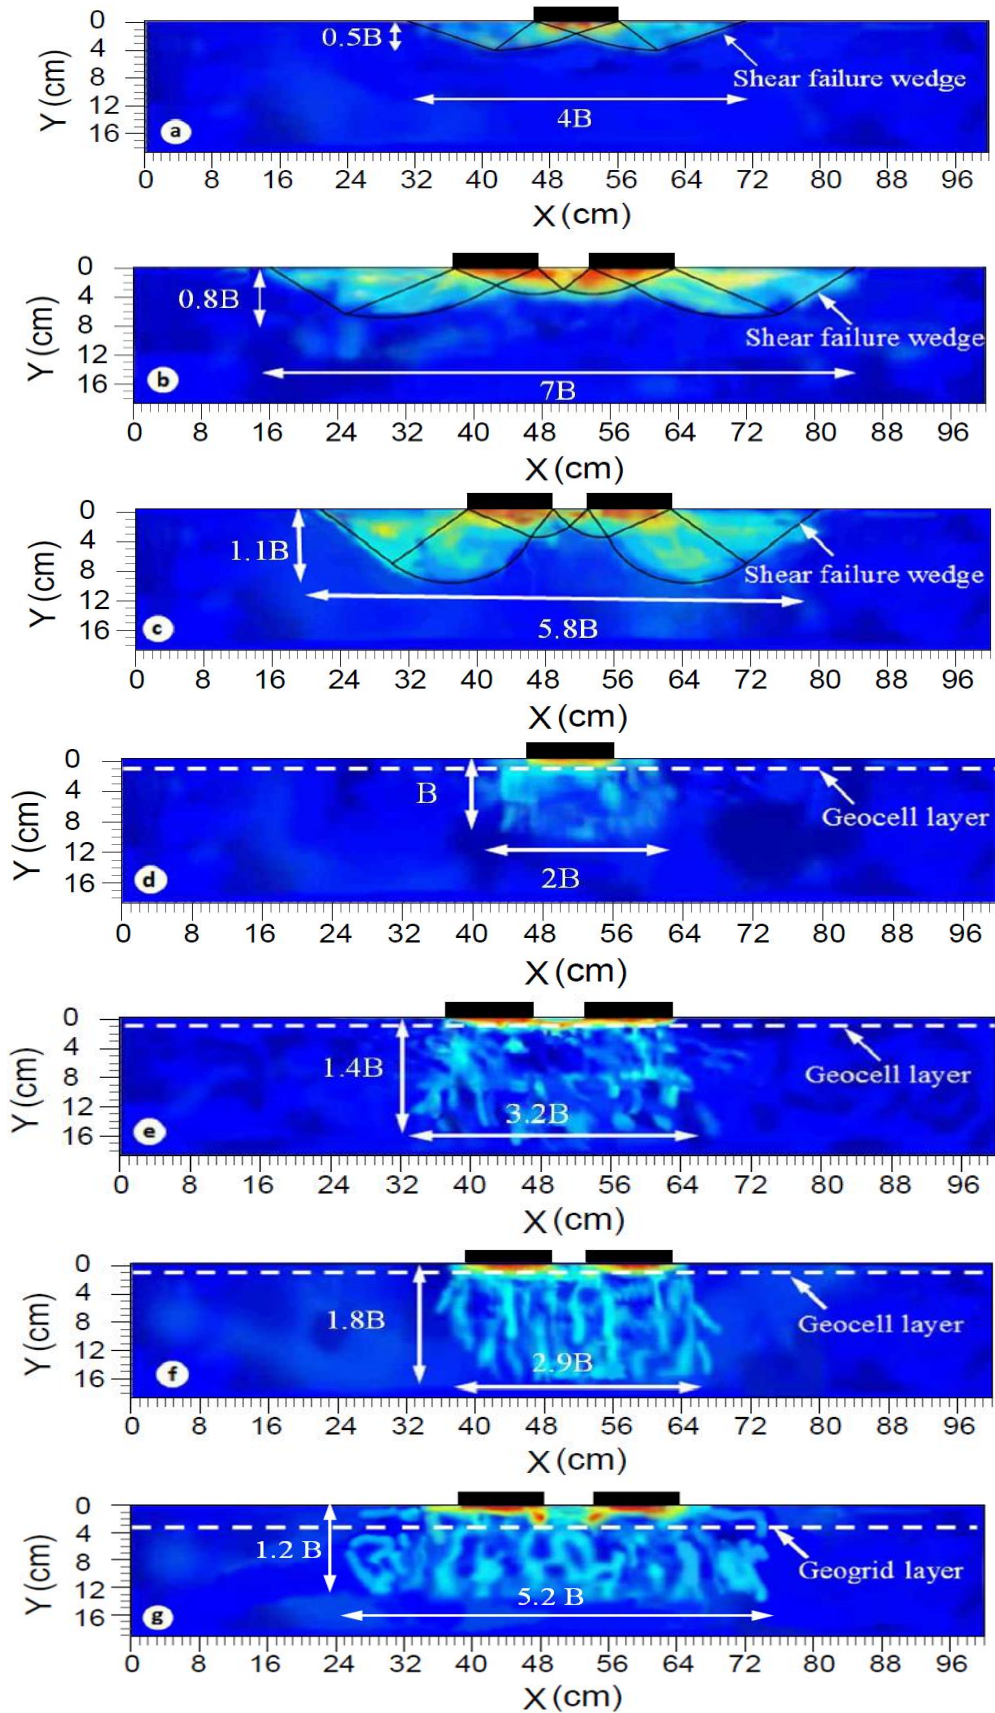 0
0.5B
4
8
12
16
Y (cm)
Shear failure wedge
4B
a
0 8 16 24 32 40 48 56 64 72 80 88 96
X (cm)
0
0.8B
4
8
12
16
Y (cm)
Shear failure wedge
7B
b
0 8 16 24 32 40 48 56 64 72 80 88 96
X (cm)
0
1.1B
4
8
12
16
Y (cm)
Shear failure wedge
5.8B
c
0 8 16 24 32 40 48 56 64 72 80 88 96
X (cm)
0
B
4
8
12
16
Y (cm)
Geocell layer
2B
d
0 8 16 24 32 40 48 56 64 72 80 88 96
X (cm)
0
4
1.4B
8
12
16
Y (cm)
Geocell layer
3.2B
e
0 8 16 24 32 40 48 56 64 72 80 88 96
X (cm)
0
4
1.8B
8
12
16
Y (cm)
Geocell layer
2.9B
f
0 8 16 24 32 40 48 56 64 72 80 88 96
X (cm)
0
4
1.2 B
8
12
16
Y (cm)
Geogrid layer
5.2 B
g
0 8 16 24 32 40 48 56 64 72 80 88 96
X (cm)